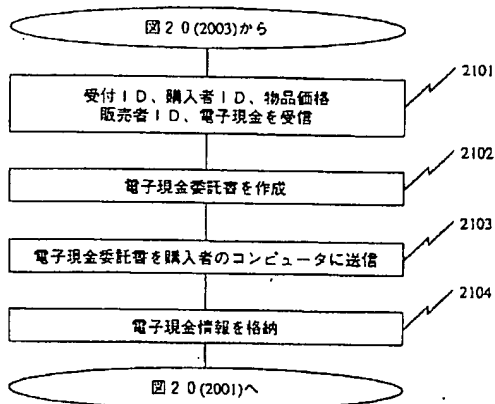 図２０(2003)から
2101
受付ＩＤ、購入者ＩＤ、物品価格
販売者ＩＤ、電子現金を受信
2102
電子現金委託書を作成
2103
電子現金委託書を購入者のコンピュータに送信
2104
電子現金情報を格納
図２０(2001)へ